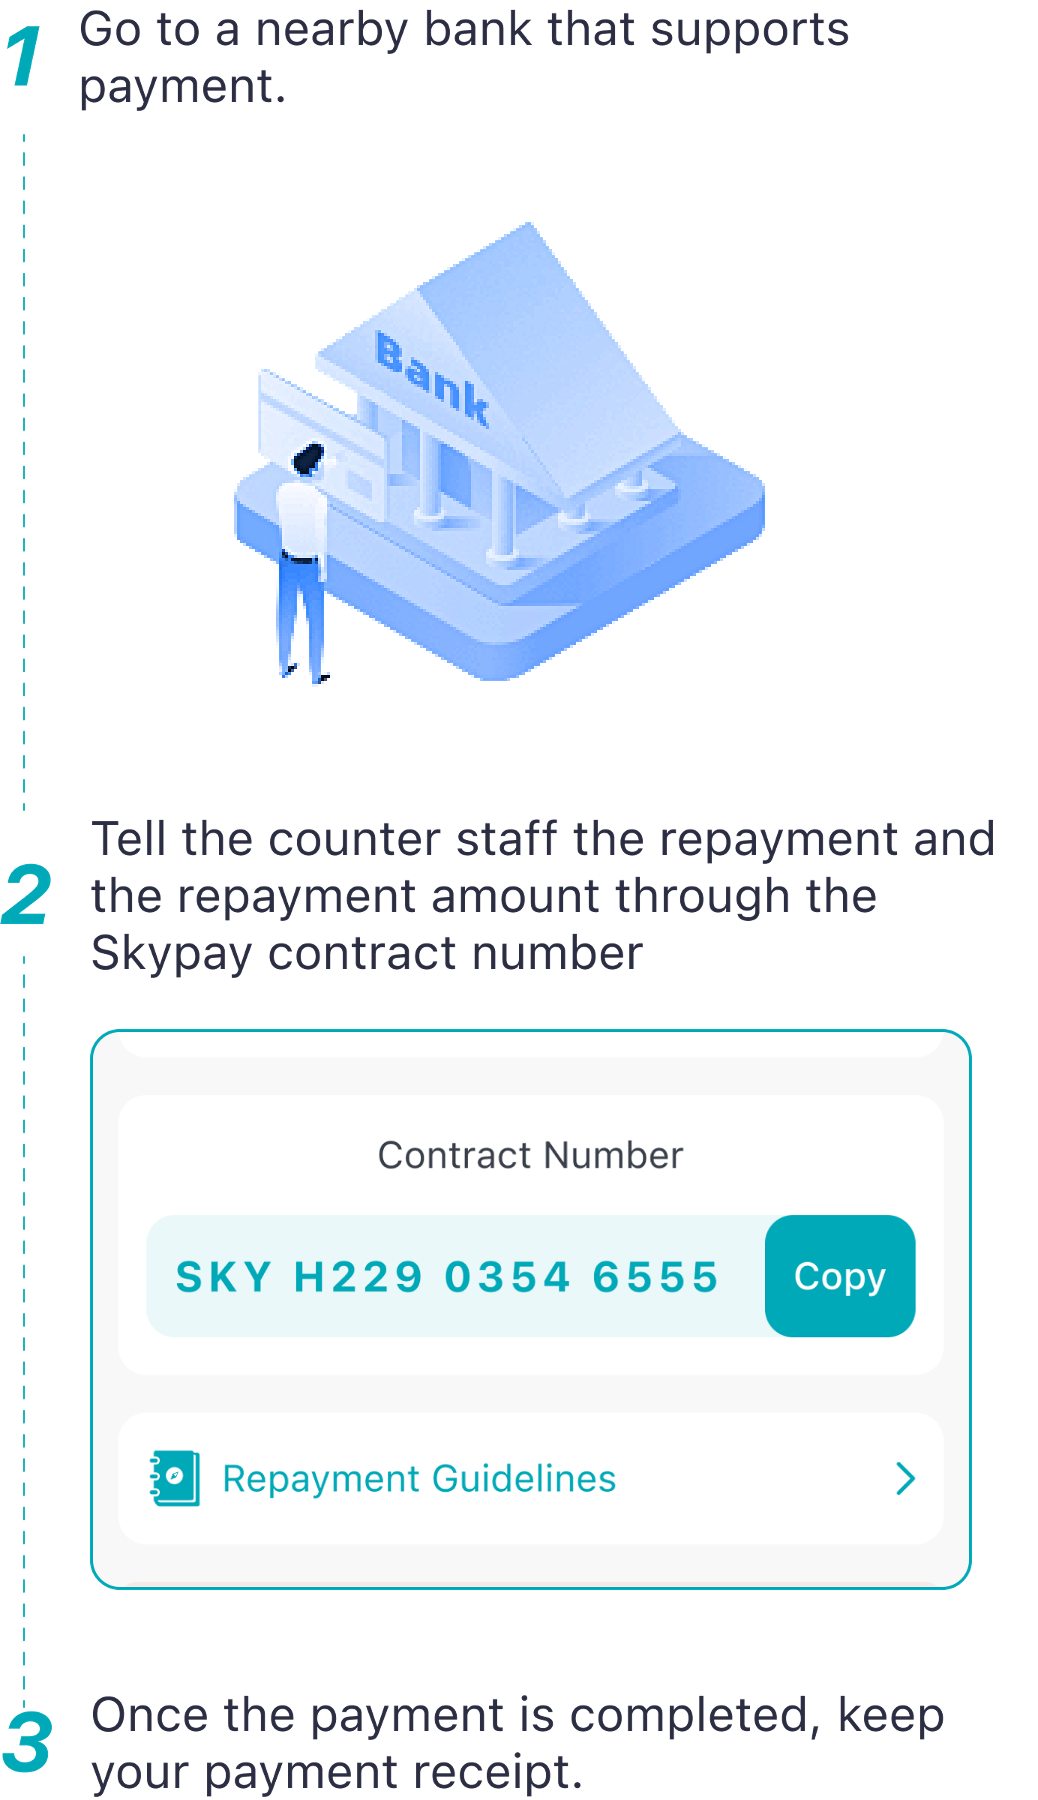 1
Go to a nearby bank that supports
payment.
Bank
2
Tell the counter staff the repayment and
the repayment amount through the
Skypay contract number
Contract Number
SKY H229 0354 6555
Copy
Repayment Guidelines
3
Once the payment is completed, keep
your payment receipt.